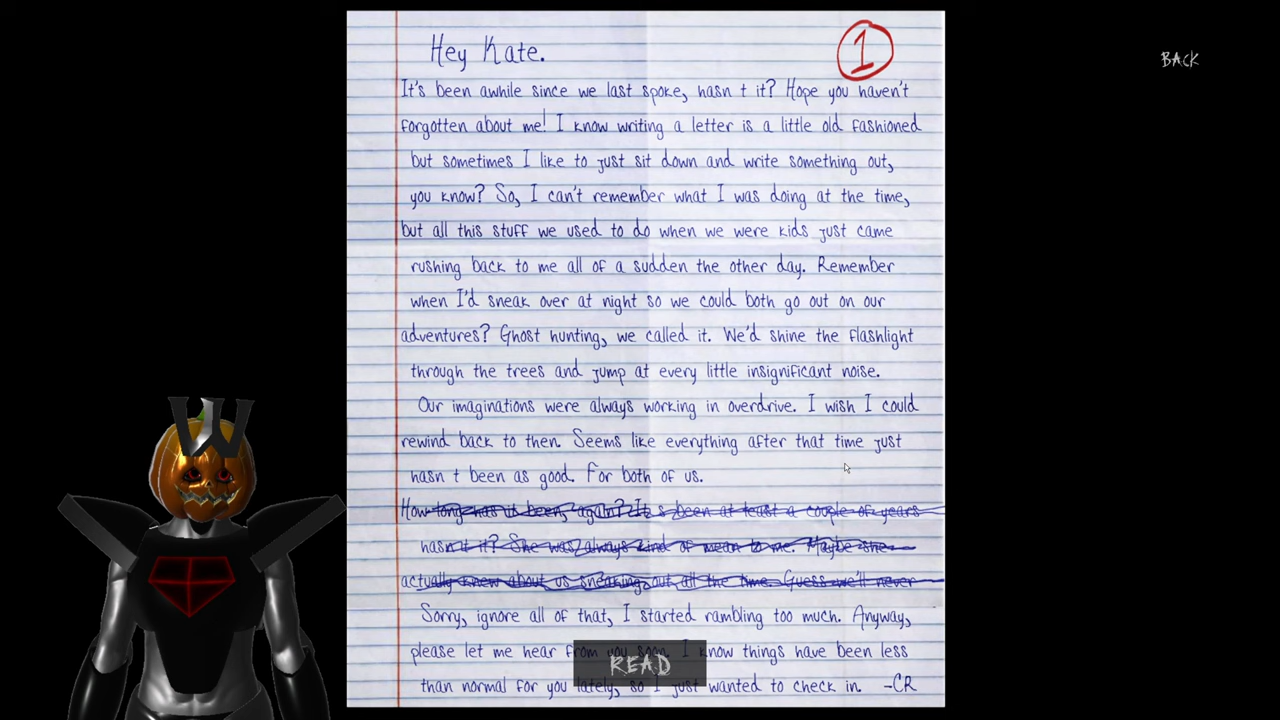 Hey Kate.
1
BACK
It's been awhile since we last spoke, hasn t it? Hope you haven't
forgotten about me! I know writing a letter is a little old fashioned
but sometimes I like to just sit down and write something out,
you know? So, I can't remember what I was doing at the time,
but all this stuff we used to do when we were kids just came
rushing back to me all of a sudden the other day. Remember
when I'd sneak over at night so we could both go out on our
adventures? Ghost hunting, we called it. We'd shine the flashlight
through the trees and jump at every little insignificant noise.
Our imaginations were always working in overdrive. I wish I could
rewind back to then. Seems like everything after that time just
hasn t been as good. For both of us.
How long has it been, again? It s been at least a couple of years
hasn t it? She was always kind of mean to me. Maybe she
actually knew about us sneaking out all the time. Guess we'll never
Sorry, ignore all of that, I started rambling too much. Anyway,
please let me hear from you soon. I know things have been less
READ
than normal for you lately, so I just wanted to check in. -CR
W